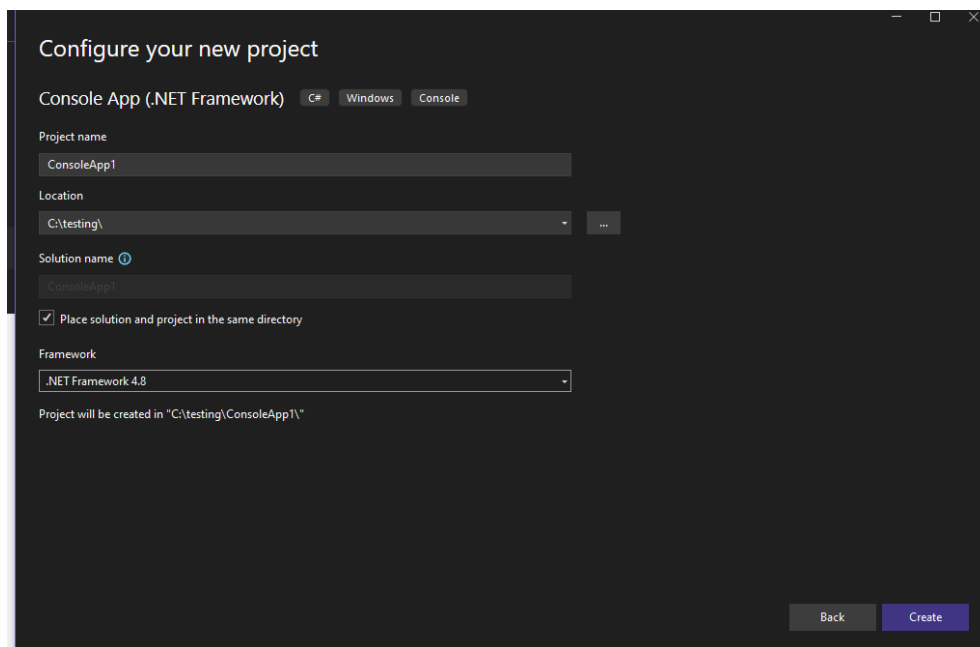 Configure your new project
Console App (.NET Framework) C# Windows Console
Project name
ConsoleApp1
Location
C:\testing\
...
Solution name
ConsoleApp1
Place solution and project in the same directory
Framework
.NET Framework 4.8
Project will be created in "C:\testing\ConsoleApp1\"
Back Create